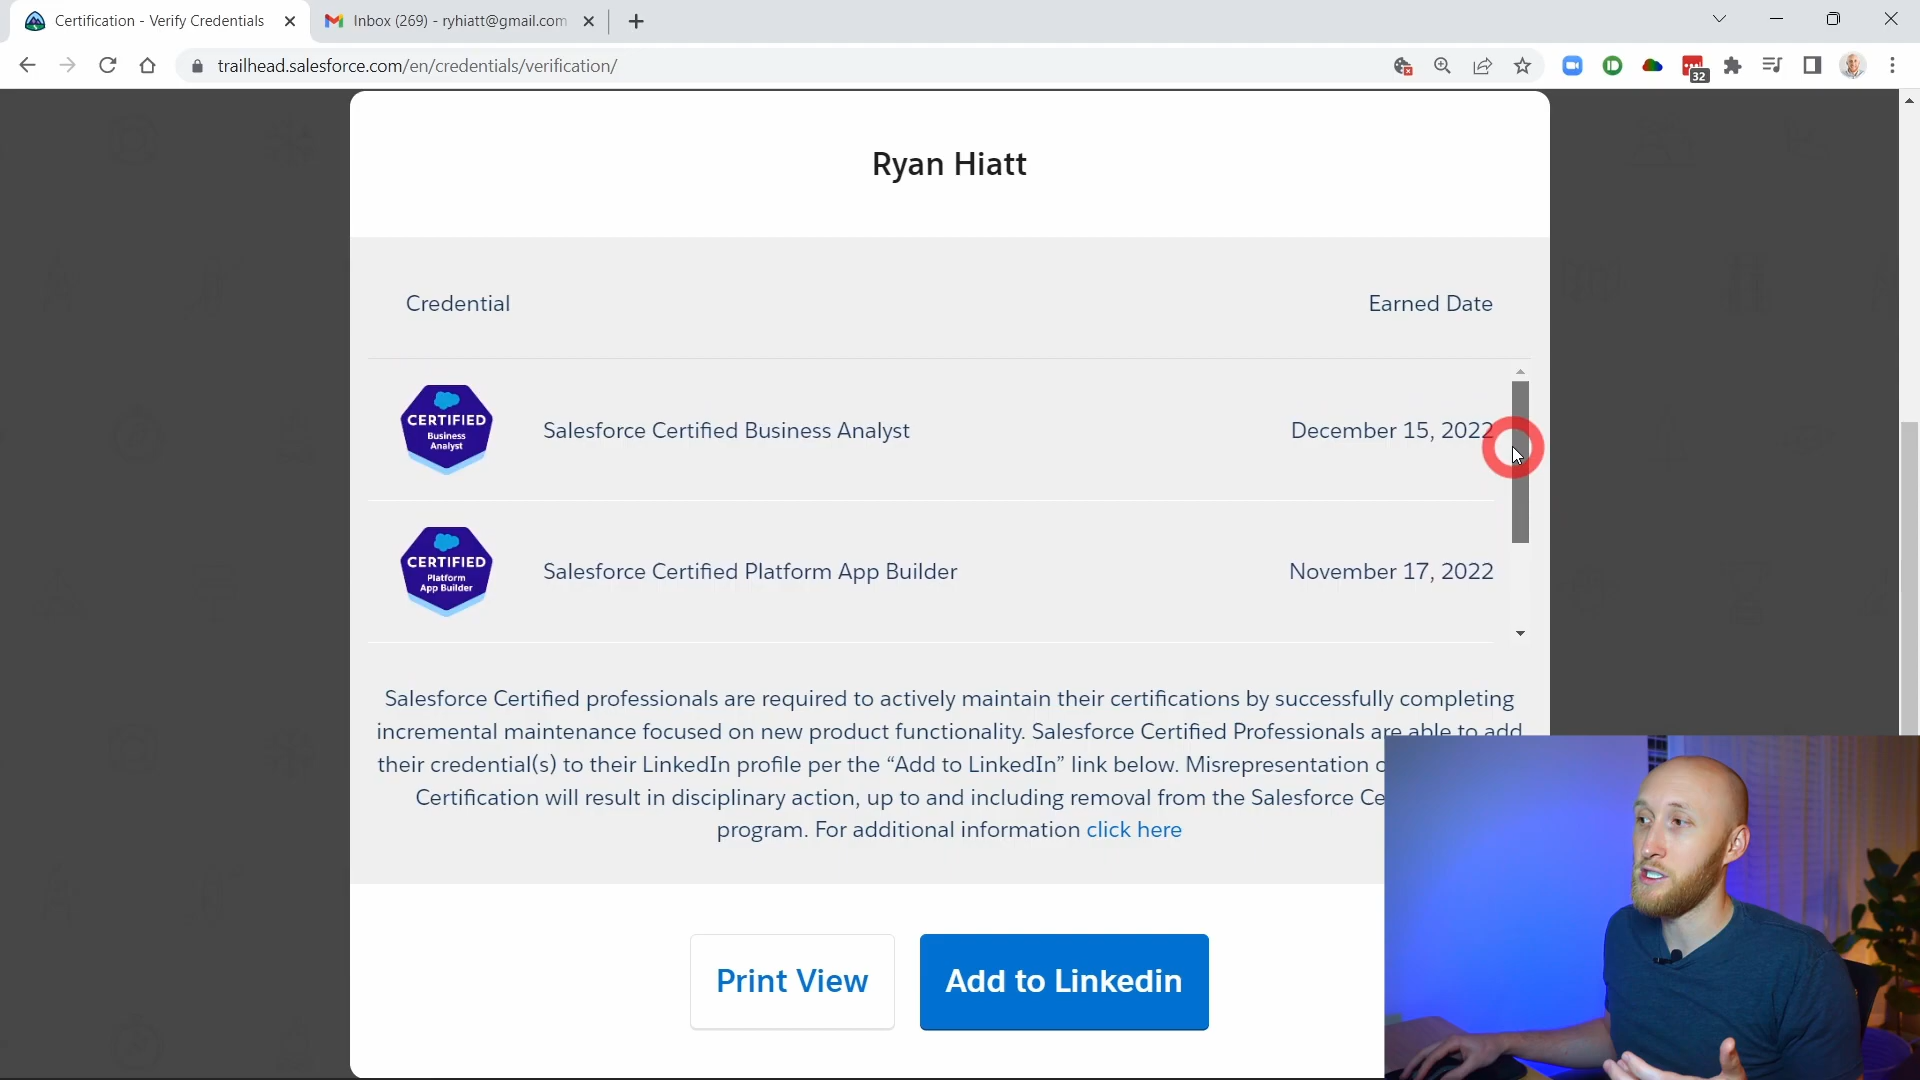 Certification - Verify Credentials
Inbox (269) - ryhiatt@gmail.com
trailhead.salesforce.com/en/credentials/verification/
32
Ryan Hiatt
Credential
Earned Date
CERTIFIED
Business
Analyst
Salesforce Certified Business Analyst
December 15, 2022
CERTIFIED
Platform
App Builder
Salesforce Certified Platform App Builder
November 17, 2022
Salesforce Certified professionals are required to actively maintain their certifications by successfully completing
incremental maintenance focused on new product functionality. Salesforce Certified Professionals are able to add
their credential(s) to their LinkedIn profile per the “Add to LinkedIn” link below. Misrepresentation
Certification will result in disciplinary action, up to and including removal from the Salesforce
program. For additional information click here
Print View
Add to Linkedin